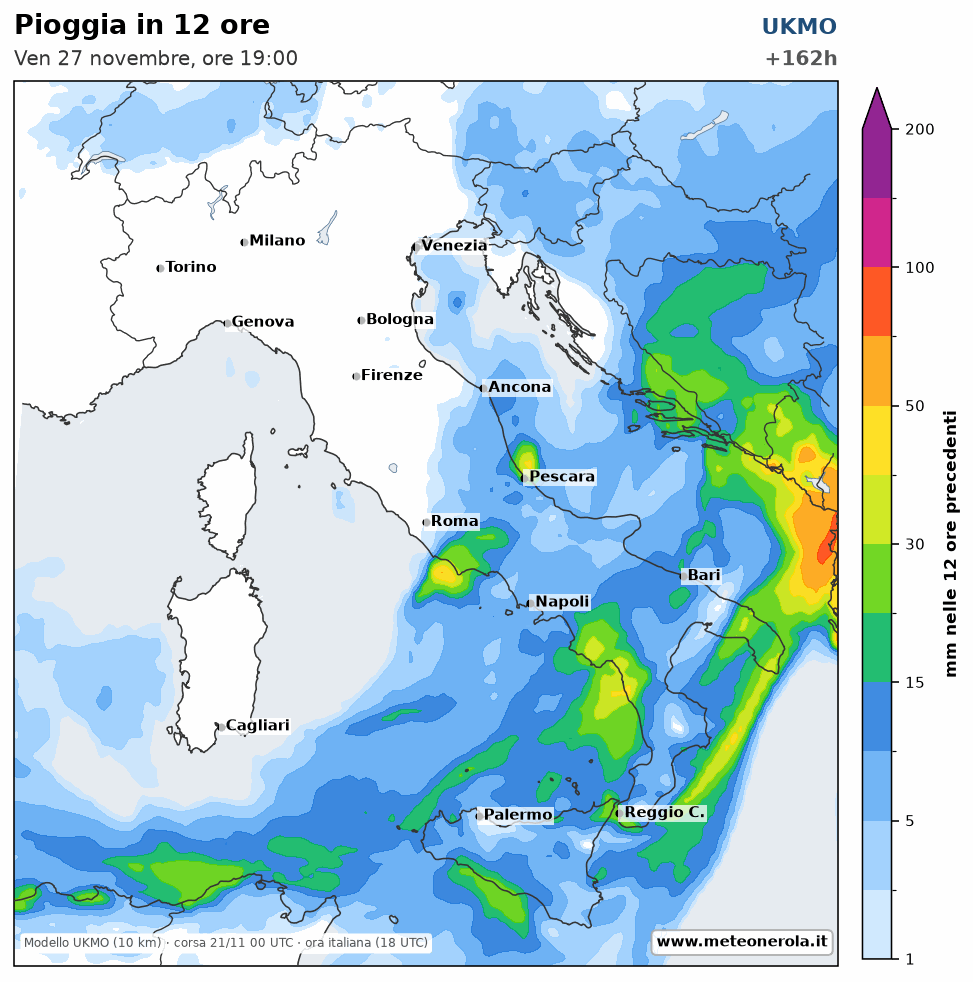 Pioggia in 12 ore
UKMO
Ven 27 novembre, ore 19:00
+162h
200
100
50
30
15
5
1
mm nelle 12 ore precedenti
Milano
Venezia
Torino
Genova
Bologna
Firenze
Ancona
Pescara
Roma
Bari
Napoli
Cagliari
Palermo
Reggio C.
Modello UKMO (10 km) · corsa 21/11 00 UTC · ora italiana (18 UTC)
www.meteonerola.it